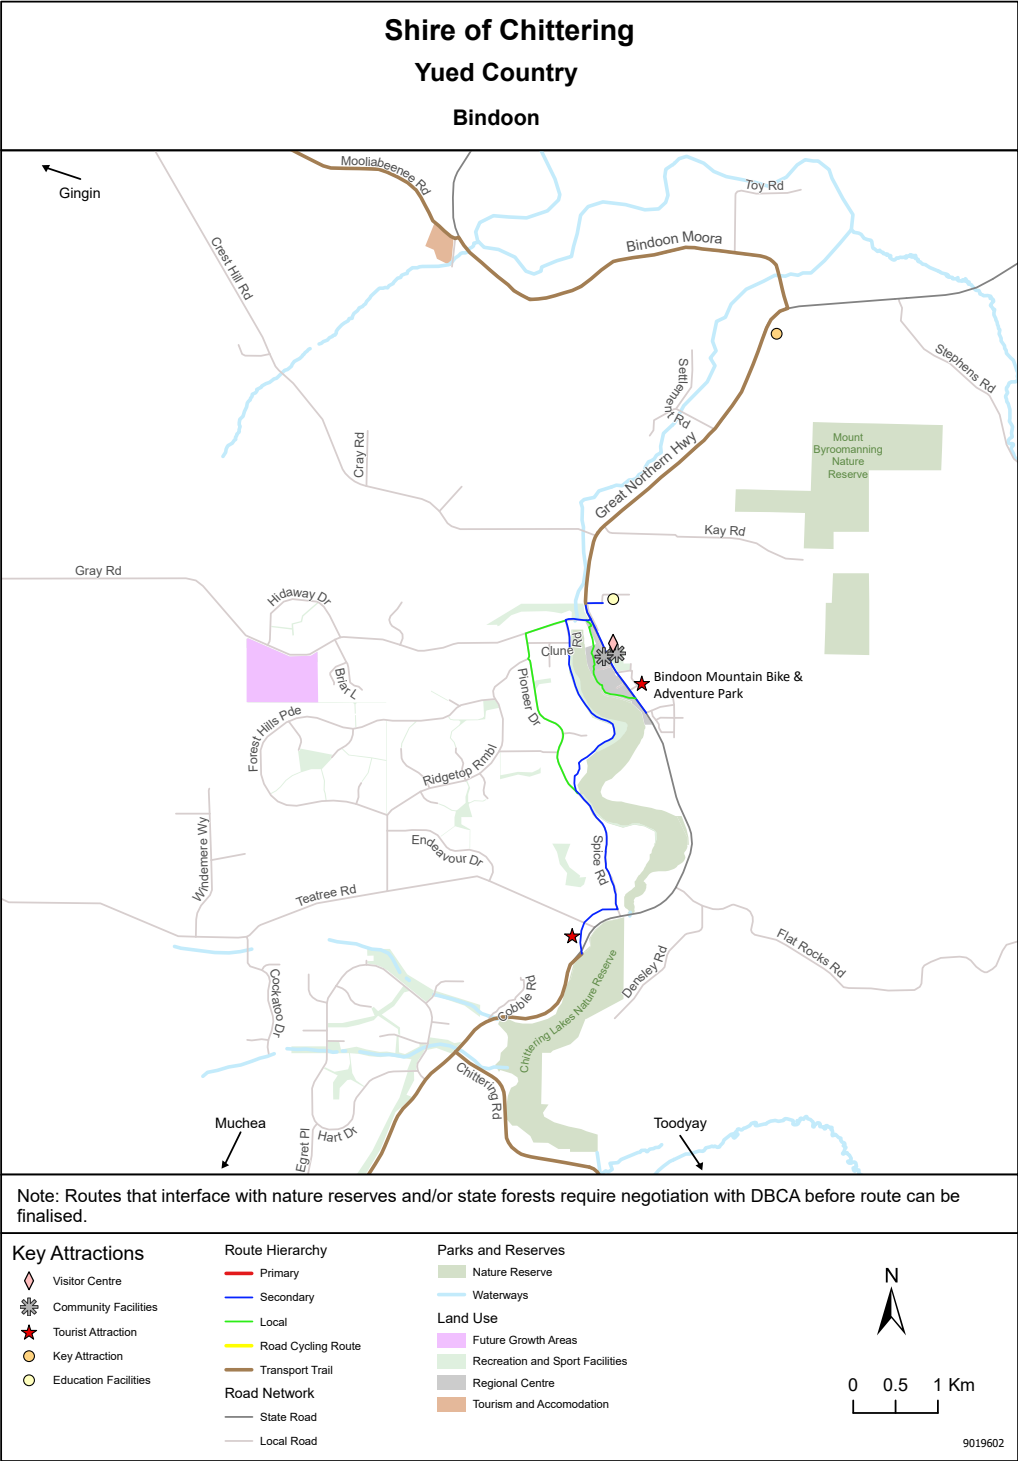 Shire of Chittering
Yued Country
Bindoon
Gingin
Mooliabeenee Rd
Toy Rd
Bindoon Moora
Crest Hill Rd
Stephens Rd
Settlement Rd
Cray Rd
Great Northern Hwy
Mount
Byroomanning
Nature
Reserve
Kay Rd
Gray Rd
Hidaway Dr
Clune Rd
Briar L
Pioneer Dr
Bindoon Mountain Bike &
Adventure Park
Forest Hills Pde
Ridgetop Rmbl
Windemere Wy
Endeavour Dr
Spice Rd
Teatree Rd
Flat Rocks Rd
Densley Rd
Cockatoo Dr
Cobble Rd
Chittering Lakes Nature Reserve
Chittering Rd
Muchea
Toodyay
Egret Pl
Hart Dr
Note: Routes that interface with nature reserves and/or state forests require negotiation with DBCA before route can be
finalised.
Key Attractions
Visitor Centre
Community Facilities
Tourist Attraction
Key Attraction
Education Facilities
Route Hierarchy
Primary
Secondary
Local
Road Cycling Route
Transport Trail
Road Network
State Road
Local Road
Parks and Reserves
Nature Reserve
Waterways
Land Use
Future Growth Areas
Recreation and Sport Facilities
Regional Centre
Tourism and Accomodation
N
0 0.5 1 Km
9019602